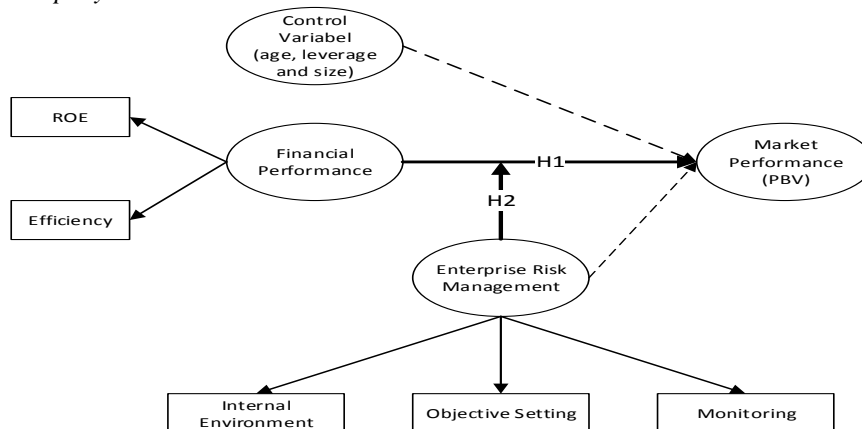 Control
Variabel
(age, leverage
and size)
ROE
Financial
Performance
H1
Market
Performance
(PBV)
H2
Efficiency
Enterprise Risk
Management
Internal
Environment
Objective Setting
Monitoring